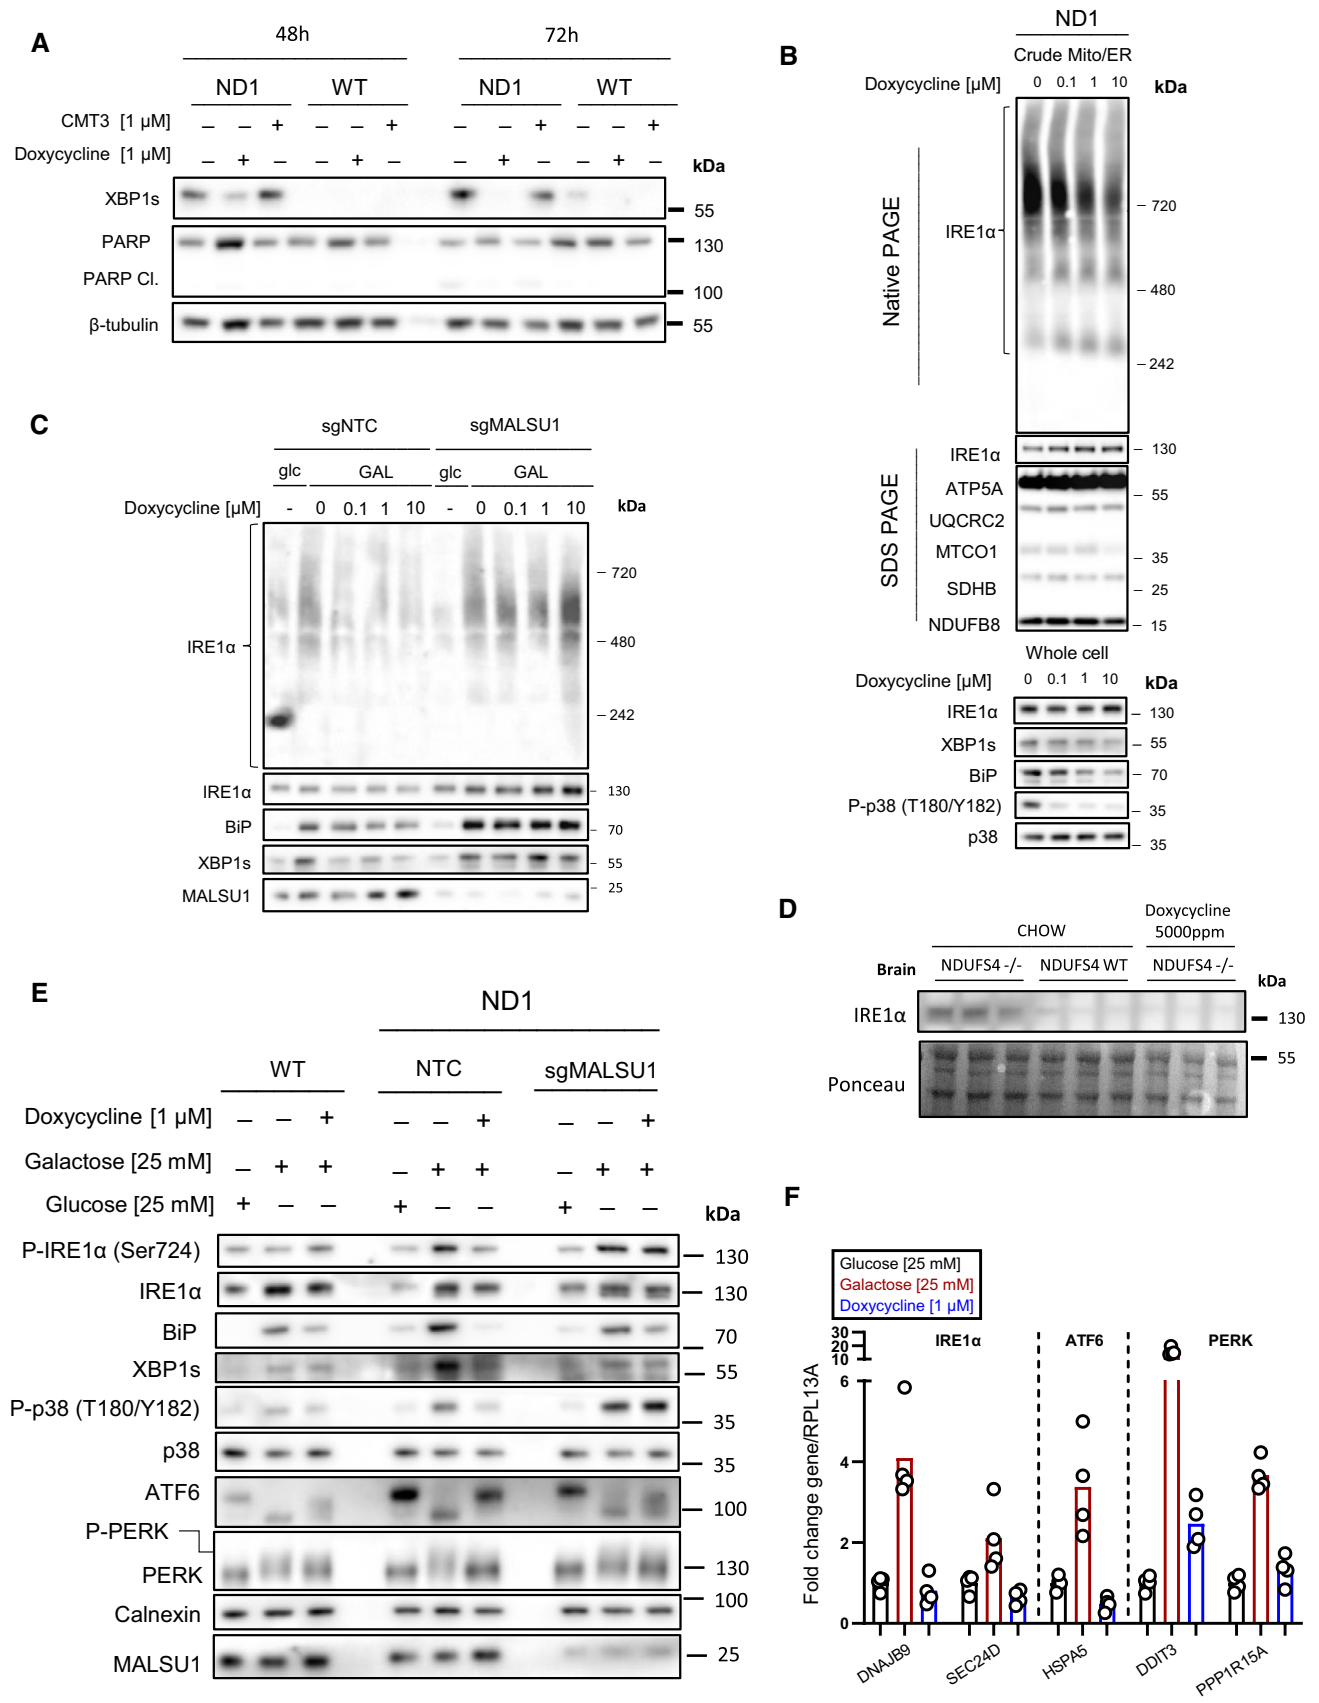 A
48h 72h
ND1 WT ND1 WT
CMT3 [1 µM] – – + – – + – – + – – +
Doxycycline [1 µM] – + – – + – – + – – + –
kDa
XBP1s
55
PARP
130
PARP Cl.
100
β-tubulin
55
B
ND1
Crude Mito/ER
Doxycycline [µM] 0 0.1 1 10 kDa
Native PAGE
IRE1α
720
480
242
SDS PAGE
IRE1α 130
ATP5A
55
UQCRC2
MTCO1
35
SDHB
25
NDUFB8 15
Whole cell
Doxycycline [µM] 0 0.1 1 10 kDa
IRE1α 130
XBP1s 55
BiP 70
P-p38 (T180/Y182) 35
p38 35
C
sgNTC sgMALSU1
glc GAL glc GAL
Doxycycline [µM] - 0 0.1 1 10 - 0 0.1 1 10 kDa
720
480
IRE1α
242
IRE1α 130
BiP 70
XBP1s 55
MALSU1 25
D
Doxycycline
5000ppm
CHOW
Brain NDUFS4 -/- NDUFS4 WT NDUFS4 -/-
kDa
IRE1α 130
55
Ponceau
E
ND1
WT NTC sgMALSU1
Doxycycline [1 µM] – – + – – + – – +
Galactose [25 mM] – + + – + + – + +
Glucose [25 mM] + – – + – – + – –
kDa
P-IRE1α (Ser724) 130
IRE1α 130
BiP 70
XBP1s 55
P-p38 (T180/Y182) 35
p38 35
ATF6 100
P-PERK
PERK 130
100
Calnexin
MALSU1 25
F
Glucose [25 mM]
Galactose [25 mM]
Doxycycline [1 µM]
IRE1α ATF6 PERK
Fold change gene/RPL13A
30
20
10
6
4
2
0
DNAJB9 SEC24D HSPA5 DDIT3 PPP1R15A